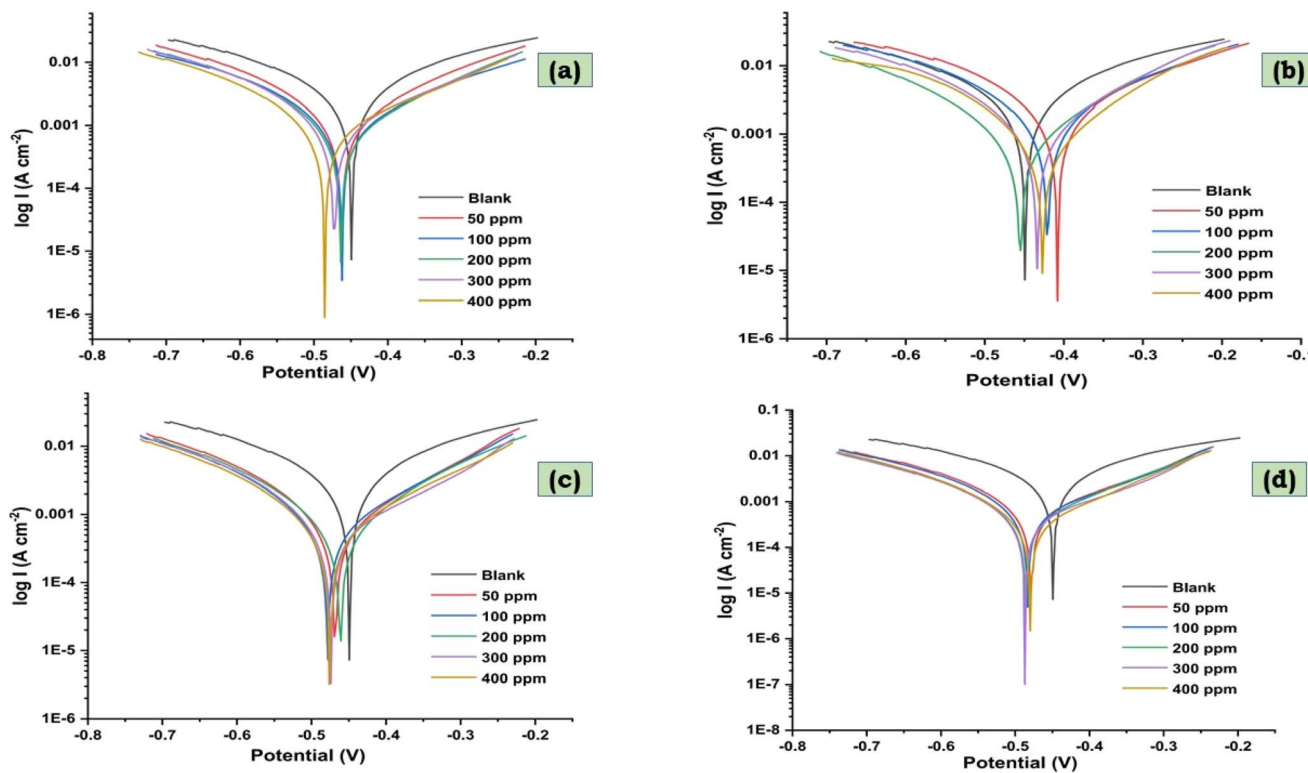 (a)
log I (A cm-2)
0.01
0.001
1E-4
1E-5
1E-6
Blank
50 ppm
100 ppm
200 ppm
300 ppm
400 ppm
-0.8 -0.7 -0.6 -0.5 -0.4 -0.3 -0.2
Potential (V)
(b)
log I (A cm-2)
0.01
0.001
1E-4
1E-5
1E-6
Blank
50 ppm
100 ppm
200 ppm
300 ppm
400 ppm
-0.7 -0.6 -0.5 -0.4 -0.3 -0.2
Potential (V)
(c)
log I (A cm-2)
0.01
0.001
1E-4
1E-5
1E-6
Blank
50 ppm
100 ppm
200 ppm
300 ppm
400 ppm
-0.8 -0.7 -0.6 -0.5 -0.4 -0.3 -0.2
Potential (V)
(d)
log I (A cm-2)
0.1
0.01
0.001
1E-4
1E-5
1E-6
1E-7
1E-8
Blank
50 ppm
100 ppm
200 ppm
300 ppm
400 ppm
-0.8 -0.7 -0.6 -0.5 -0.4 -0.3 -0.2
Potential (V)